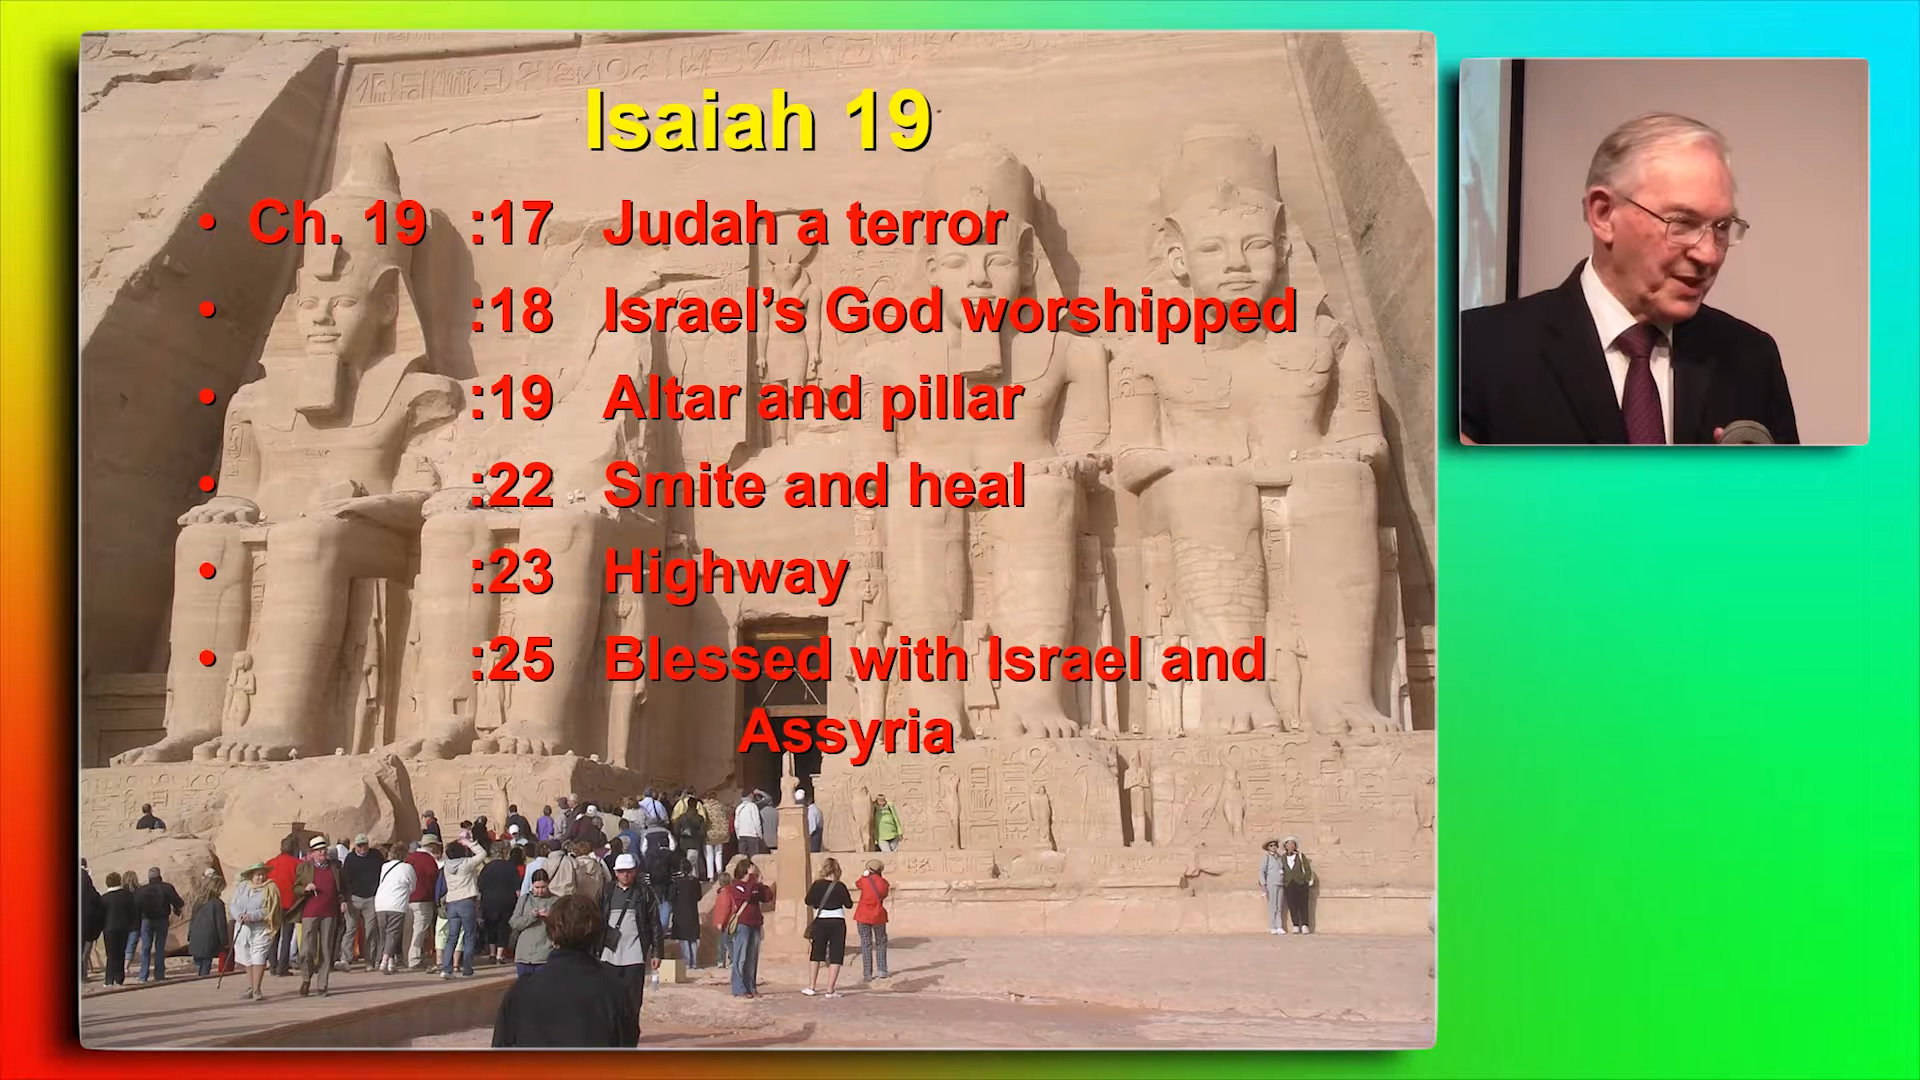 Isaiah 19
• Ch. 19 :17 Judah a terror
• :18 Israel’s God worshipped
• :19 Altar and pillar
• :22 Smite and heal
• :23 Highway
• :25 Blessed with Israel and
Assyria